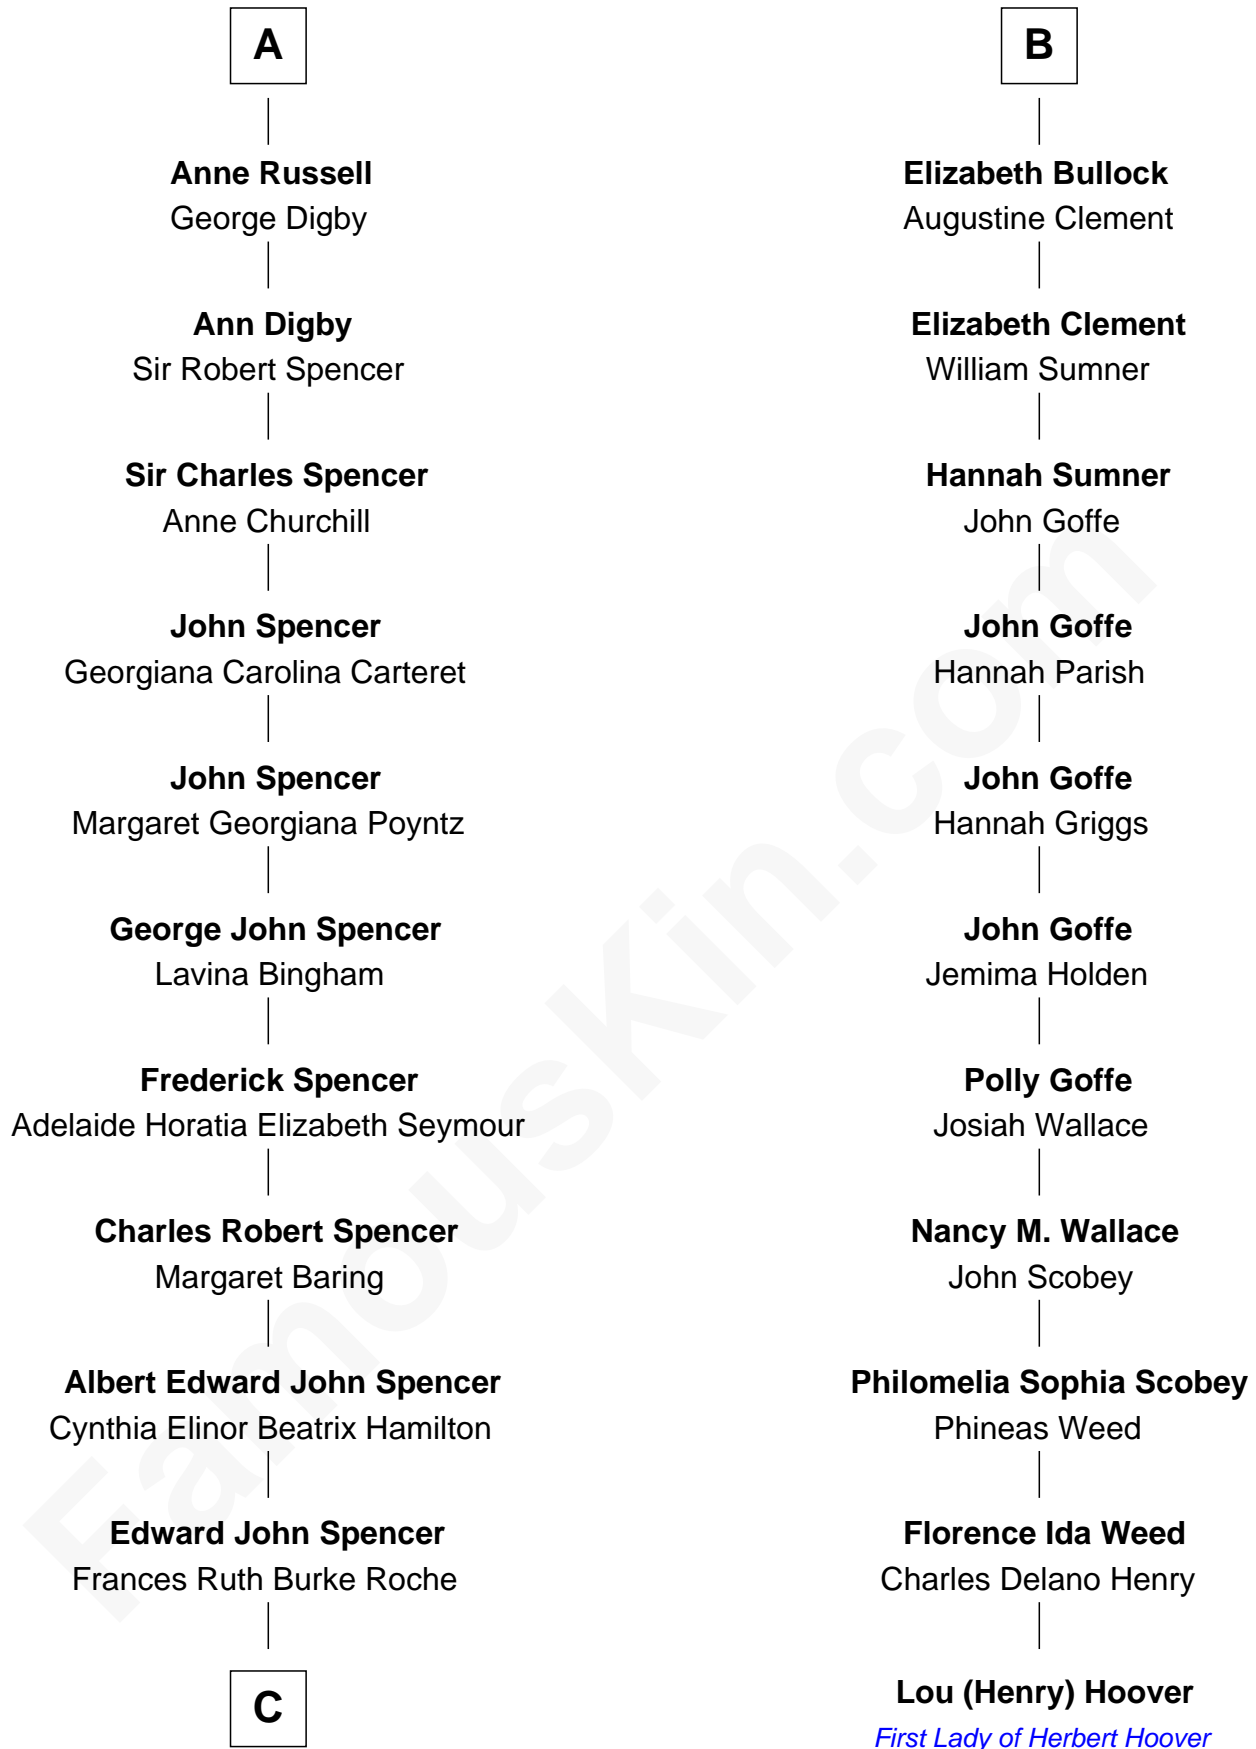 A
Anne Russell
George Digby
Ann Digby
Sir Robert Spencer
Sir Charles Spencer
Anne Churchill
John Spencer
Georgiana Carolina Carteret
John Spencer
Margaret Georgiana Poyntz
George John Spencer
Lavina Bingham
Frederick Spencer
Adelaide Horatia Elizabeth Seymour
Charles Robert Spencer
Margaret Baring
Albert Edward John Spencer
Cynthia Elinor Beatrix Hamilton
Edward John Spencer
Frances Ruth Burke Roche
C
B
Elizabeth Bullock
Augustine Clement
Elizabeth Clement
William Sumner
Hannah Sumner
John Goffe
John Goffe
Hannah Parish
John Goffe
Hannah Griggs
John Goffe
Jemima Holden
Polly Goffe
Josiah Wallace
Nancy M. Wallace
John Scobey
Philomelia Sophia Scobey
Phineas Weed
Florence Ida Weed
Charles Delano Henry
Lou (Henry) Hoover
First Lady of Herbert Hoover
FamousKin.com